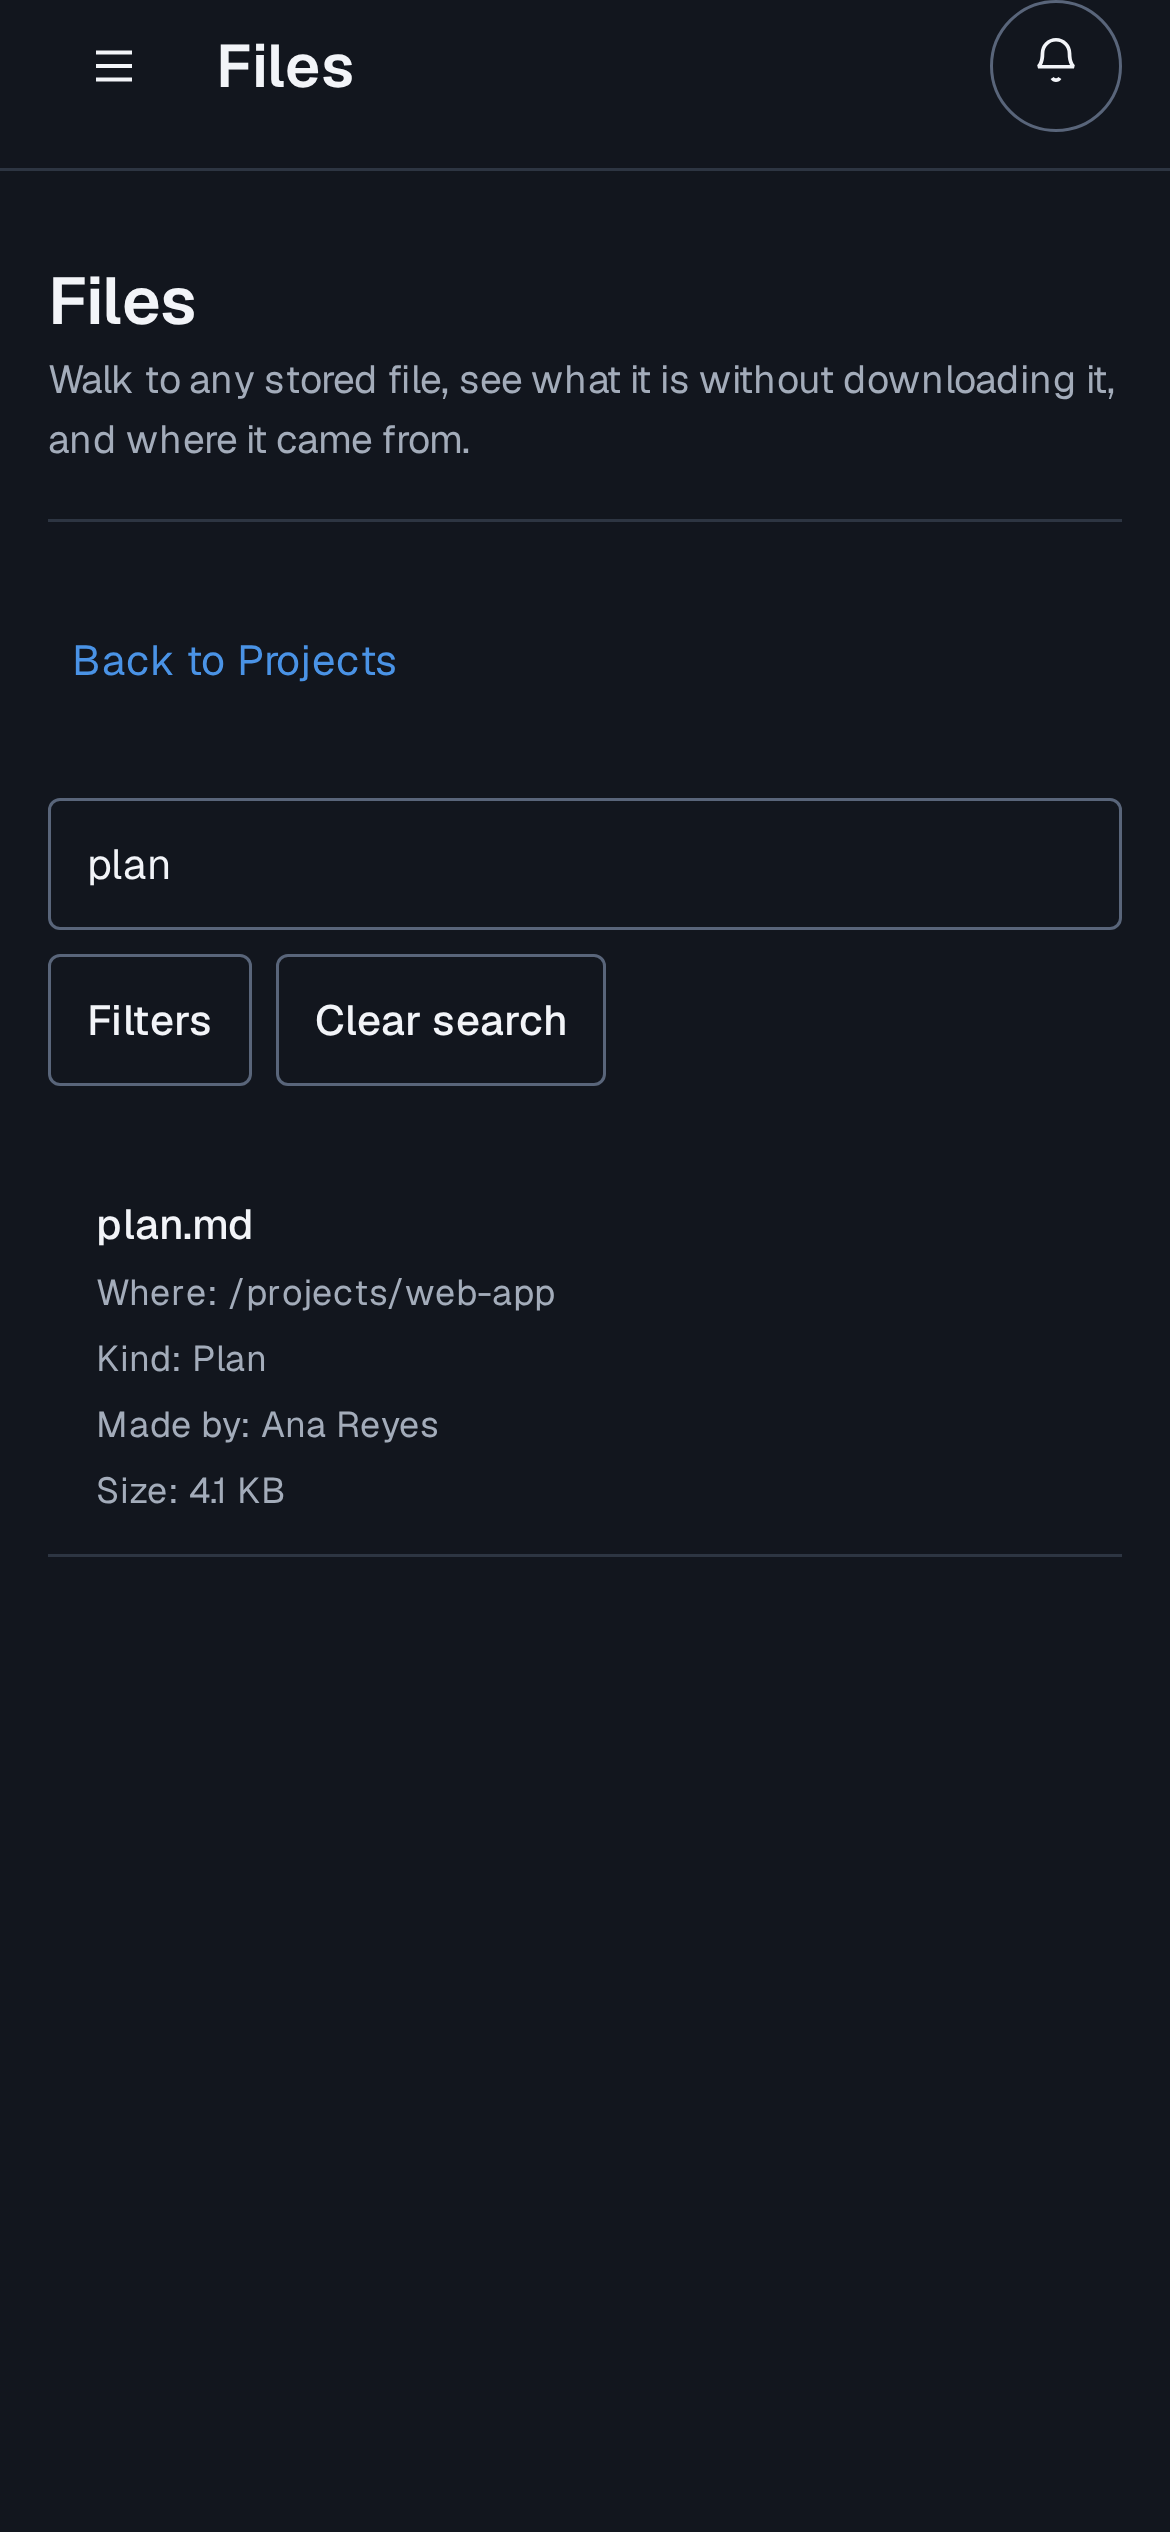 Files
Files
Walk to any stored file, see what it is without downloading it,
and where it came from.
Back to Projects
plan
Filters
Clear search
plan.md
Where: /projects/web-app
Kind: Plan
Made by: Ana Reyes
Size: 4.1 KB